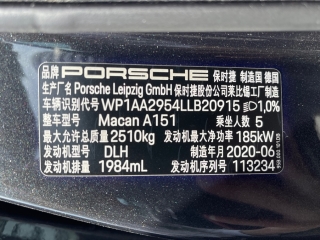 品牌 PORSCHE 保时捷 制造国 德国
生产厂名 Porsche Leipzig GmbH 保时捷股份公司莱比锡工厂制造
车辆识别代号 WP1AA2954LLB20915 1,0%
整车型号 Macan A151 乘坐人数 5
最大允许总质量 2510kg 发动机最大净功率 185kW
发动机型号 DLH 制造年月 2020-06
发动机排量 1984mL 发动机序列号 113234